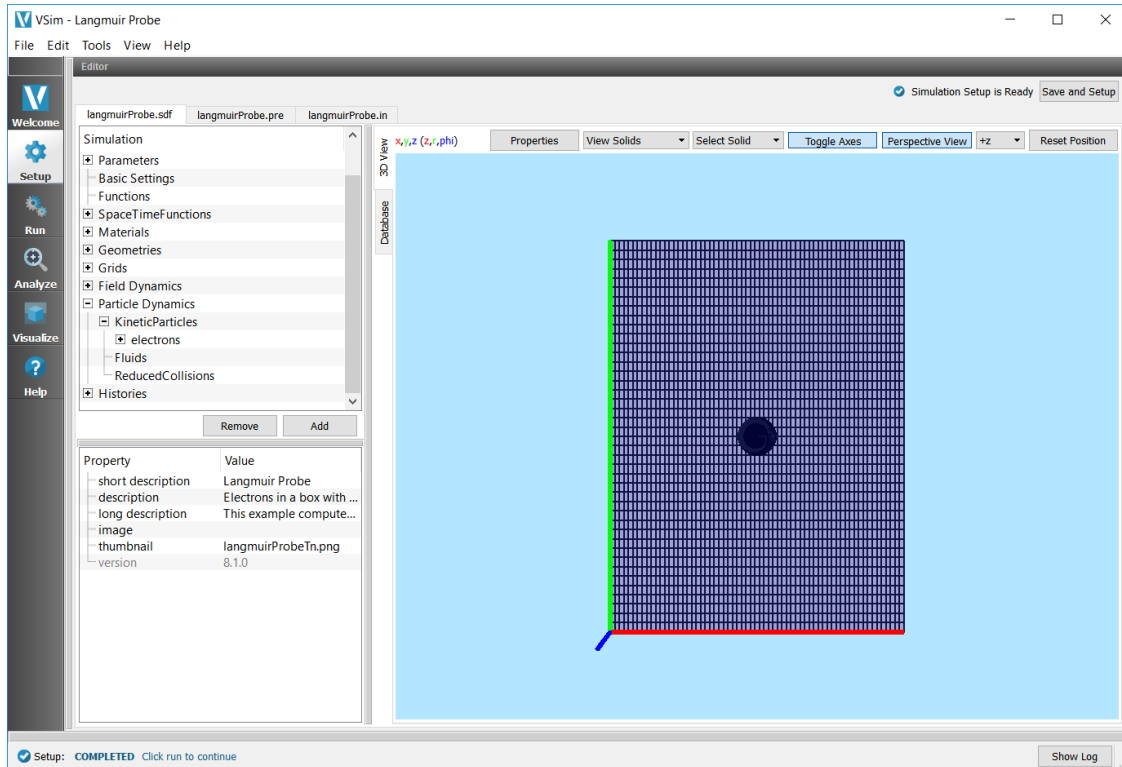 VSim - Langmuir Probe
File Edit Tools View Help
Editor
Simulation Setup is Ready Save and Setup
Welcome
Setup
Run
Analyze
Visualize
Help
langmuirProbe.sdf langmuirProbe.pre langmuirProbe.in
Simulation
Parameters
Basic Settings
Functions
SpaceTimeFunctions
Materials
Geometries
Grids
Field Dynamics
Particle Dynamics
KineticParticles
electrons
Fluids
ReducedCollisions
Histories
Remove Add
Property Value
short description Langmuir Probe
description Electrons in a box with ...
long description This example compute...
image
thumbnail langmuirProbeTn.png
version 8.1.0
3D View
Database
x,y,z (z,r,phi) Properties View Solids Select Solid Toggle Axes Perspective View +z Reset Position
Setup: COMPLETED Click run to continue Show Log